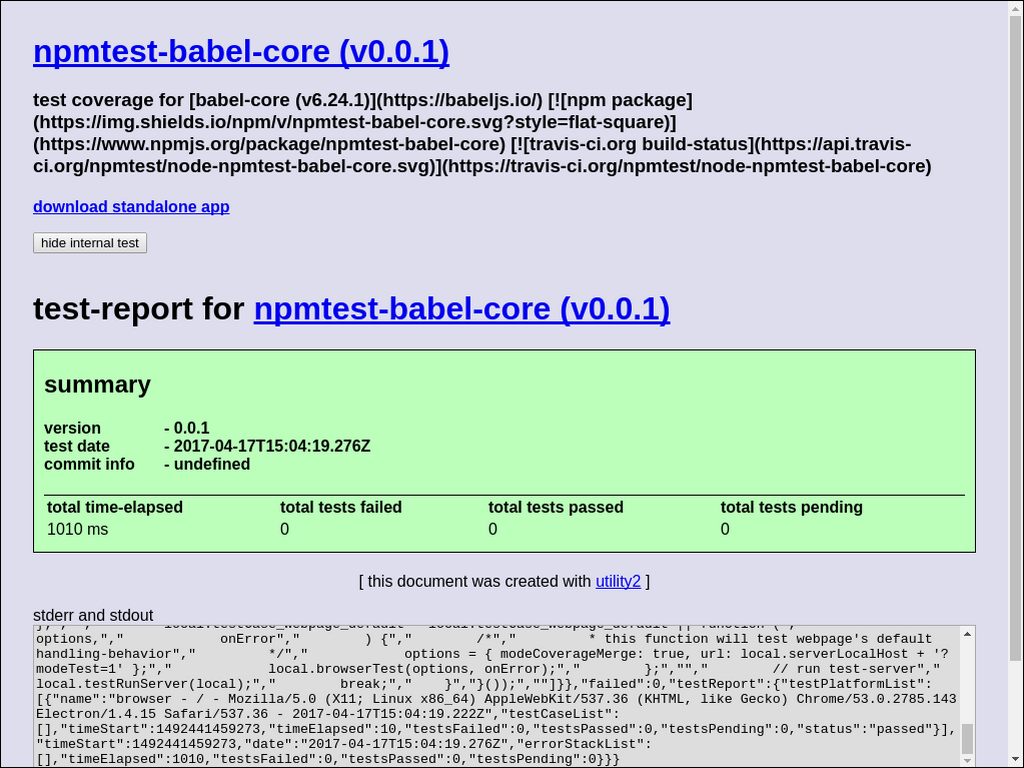 npmtest-babel-core (v0.0.1)
test coverage for [babel-core (v6.24.1)](https://babeljs.io/) [![npm package]
(https://img.shields.io/npm/v/npmtest-babel-core.svg?style=flat-square)]
(https://www.npmjs.org/package/npmtest-babel-core) [![travis-ci.org build-status](https://api.travis-
ci.org/npmtest/node-npmtest-babel-core.svg)](https://travis-ci.org/npmtest/node-npmtest-babel-core)
download standalone app
hide internal test
test-report for npmtest-babel-core (v0.0.1)
summary
version - 0.0.1
test date - 2017-04-17T15:04:19.276Z
commit info - undefined
total time-elapsed total tests failed total tests passed total tests pending
1010 ms 0 0 0
[ this document was created with utility2 ]
stderr and stdout
options,","            onError","        ) {","        /*","         * this function will test webpage's default
handling-behavior","         */","            options = { modeCoverageMerge: true, url: local.serverLocalHost + '?
modeTest=1' };","            local.browserTest(options, onError);","        };","","        // run test-server","
local.testRunServer(local);","        break;","    }","}());",""]}},"failed":0,"testReport":{"testPlatformList":
[{"name":"browser - / - Mozilla/5.0 (X11; Linux x86_64) AppleWebKit/537.36 (KHTML, like Gecko) Chrome/53.0.2785.143
Electron/1.4.15 Safari/537.36 - 2017-04-17T15:04:19.222Z","testCaseList":
[],"timeStart":1492441459273,"timeElapsed":10,"testsFailed":0,"testsPassed":0,"testsPending":0,"status":"passed"}],
"timeStart":1492441459273,"date":"2017-04-17T15:04:19.276Z","errorStackList":
[],"timeElapsed":1010,"testsFailed":0,"testsPassed":0,"testsPending":0}}}